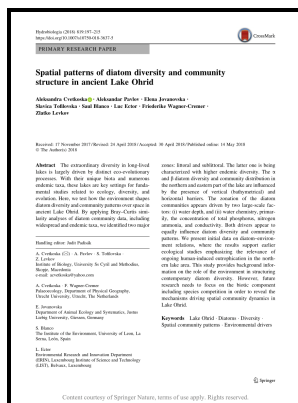 Hydrobiologia (2018) 819:197–215
https://doi.org/10.1007/s10750-018-3637-5
CrossMark
PRIMARY RESEARCH PAPER
Spatial patterns of diatom diversity and community
structure in ancient Lake Ohrid
Aleksandra Cvetkoska · Aleksandar Pavlov · Elena Jovanovska ·
Slavica Tofilovska · Saul Blanco · Luc Ector · Friederike Wagner-Cremer ·
Zlatko Levkov
Received: 17 November 2017 / Revised: 24 April 2018 / Accepted: 30 April 2018 / Published online: 14 May 2018
© The Author(s) 2018
Abstract The extraordinary diversity in long-lived
lakes is largely driven by distinct eco-evolutionary
processes. With their unique biota and numerous
endemic taxa, these lakes are key settings for funda-
mental studies related to ecology, diversity, and
evolution. Here, we test how the environment shapes
diatom diversity and community patterns over space in
ancient Lake Ohrid. By applying Bray–Curtis simi-
larity analyses of diatom community data, including
widespread and endemic taxa, we identified two major
Handling editor: Judit Padisák
A. Cvetkoska · A. Pavlov · S. Tofilovska ·
Z. Levkov
Institute of Biology, University Ss Cyril and Methodius,
Skopje, Macedonia
A. Cvetkoska · F. Wagner-Cremer
Palaeoecology, Department of Physical Geography,
Utrecht University, Utrecht, The Netherlands
E. Jovanovska
Department of Animal Ecology and Systematics, Justus
Liebig University, Giessen, Germany
S. Blanco
The Institute of the Environment, University of Leon, La
Serna, León, Spain
L. Ector
Environmental Research and Innovation Department
(ERIN), Luxembourg Institute of Science and Technology
(LIST), Belvaux, Luxembourg
zones: littoral and sublittoral. The latter one is being
characterized with higher endemic diversity. The α
and β diatom diversity and community distribution in
the northern and eastern part of the lake are influenced
by the presence of vertical (bathymetrical) and
horizontal barriers. The zonation of the diatom
communities appears driven by two large-scale fac-
tors: (i) water depth, and (ii) water chemistry, primar-
ily, the concentration of total phosphorus, nitrogen
ammonia, and conductivity. Both drivers appear to
equally influence diatom diversity and community
patterns. We present initial data on diatom–environ-
ment relations, where the results support earlier
ecological studies emphasizing the relevance of
ongoing human-induced eutrophication in the north-
ern lake area. This study provides background infor-
mation on the role of the environment in structuring
contemporary diatom diversity. However, future
research needs to focus on the biotic component
including species competition in order to reveal the
mechanisms driving spatial community dynamics in
Lake Ohrid.
Keywords Lake Ohrid · Diatoms · Diversity ·
Spatial community patterns · Environmental drivers
Springer
Content courtesy of Springer Nature, terms of use apply. Rights reserved.